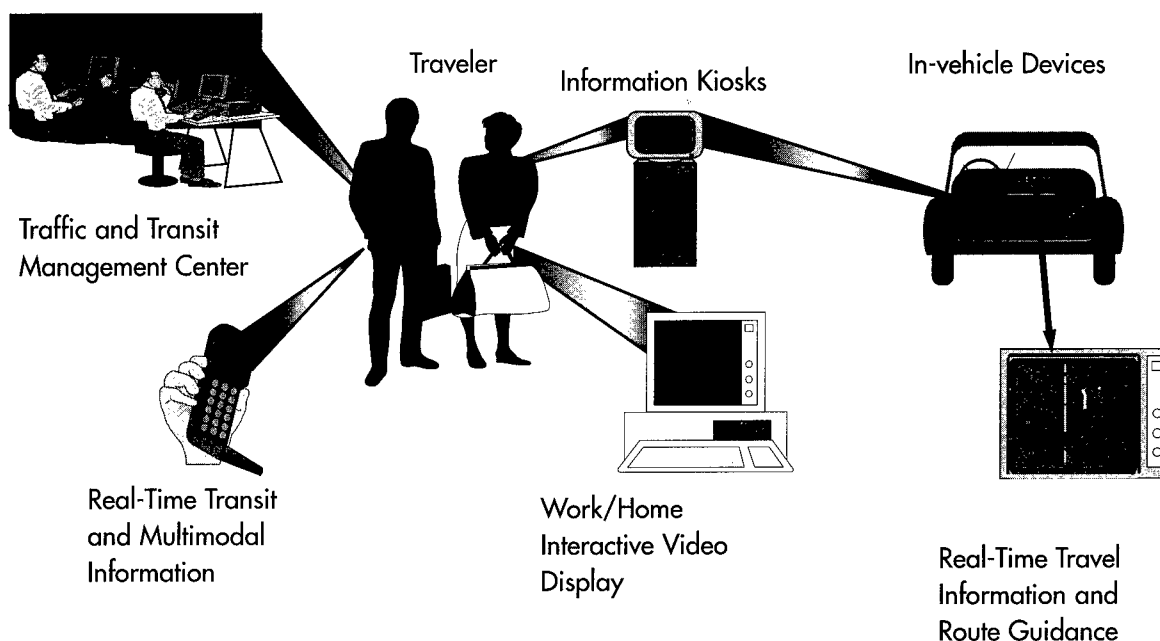 Traveler
Information Kiosks
In-vehicle Devices
Traffic and Transit
Management Center
Real-Time Transit
and Multimodal
Information
Work/Home
Interactive Video
Display
Real-Time Travel
Information and
Route Guidance